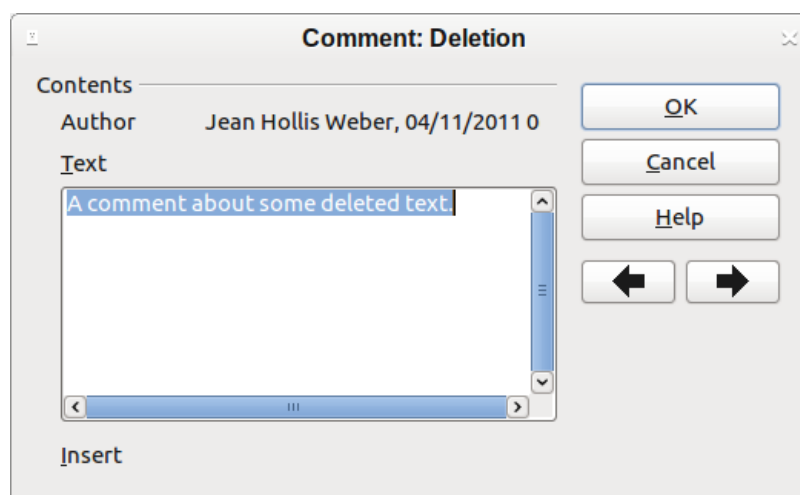 Comment: Deletion
Contents
Author Jean Hollis Weber, 04/11/2011 0
Text
A comment about some deleted text.
OK
Cancel
Help
Insert